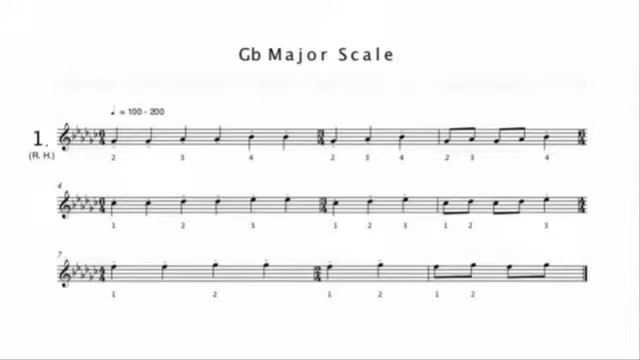 Gb Major Scale
♩ = 100 - 200
1.
(R. H.)
2 3 4 2 3 4 2 3 4
4
1 2 3 1 2 3 1 2 3
7
1 2 1 2 1 2